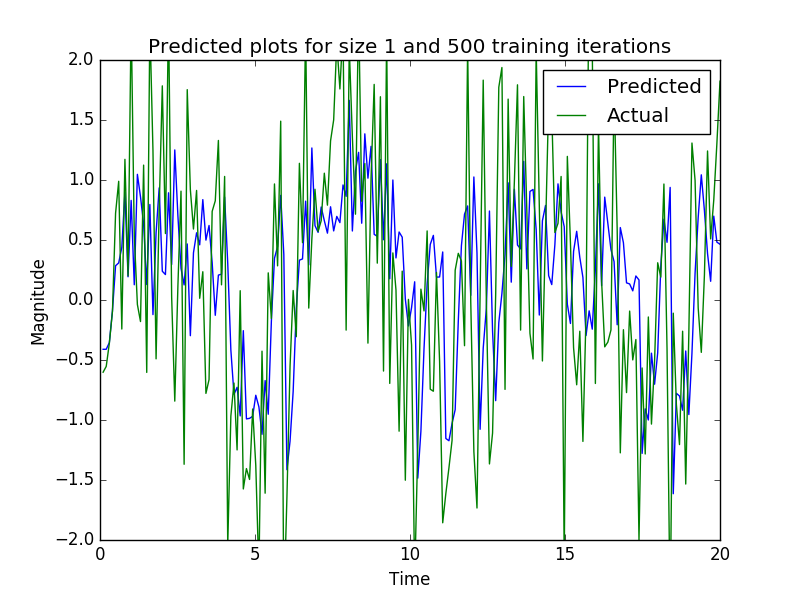 Predicted plots for size 1 and 500 training iterations
Predicted
Actual
2.0
1.5
1.0
0.5
0.0
−0.5
−1.0
−1.5
−2.0
Magnitude
0
5
10
15
20
Time